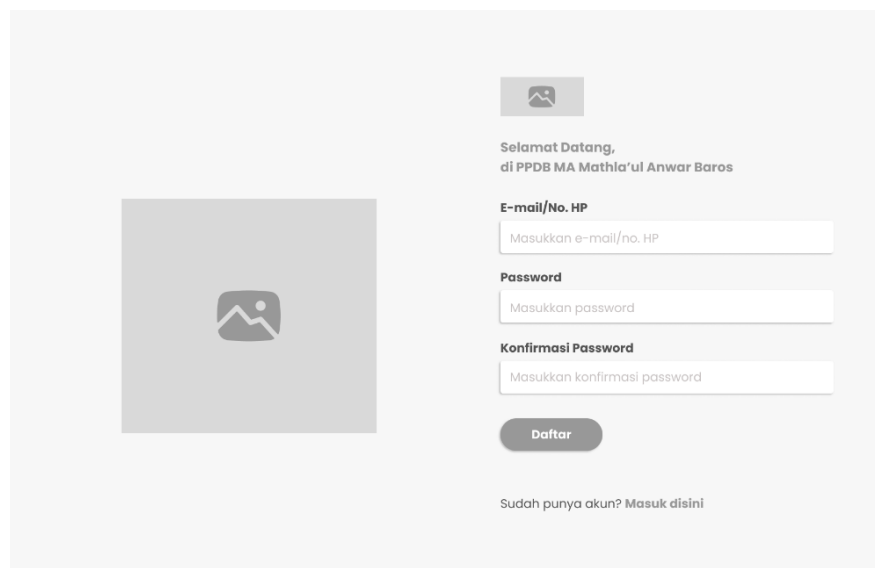 Selamat Datang,
di PPDB MA Mathla’ul Anwar Baros
E-mail/No. HP
Masukkan e-mail/no. HP
Password
Masukkan password
Konfirmasi Password
Masukkan konfirmasi password
Daftar
Sudah punya akun? Masuk disini